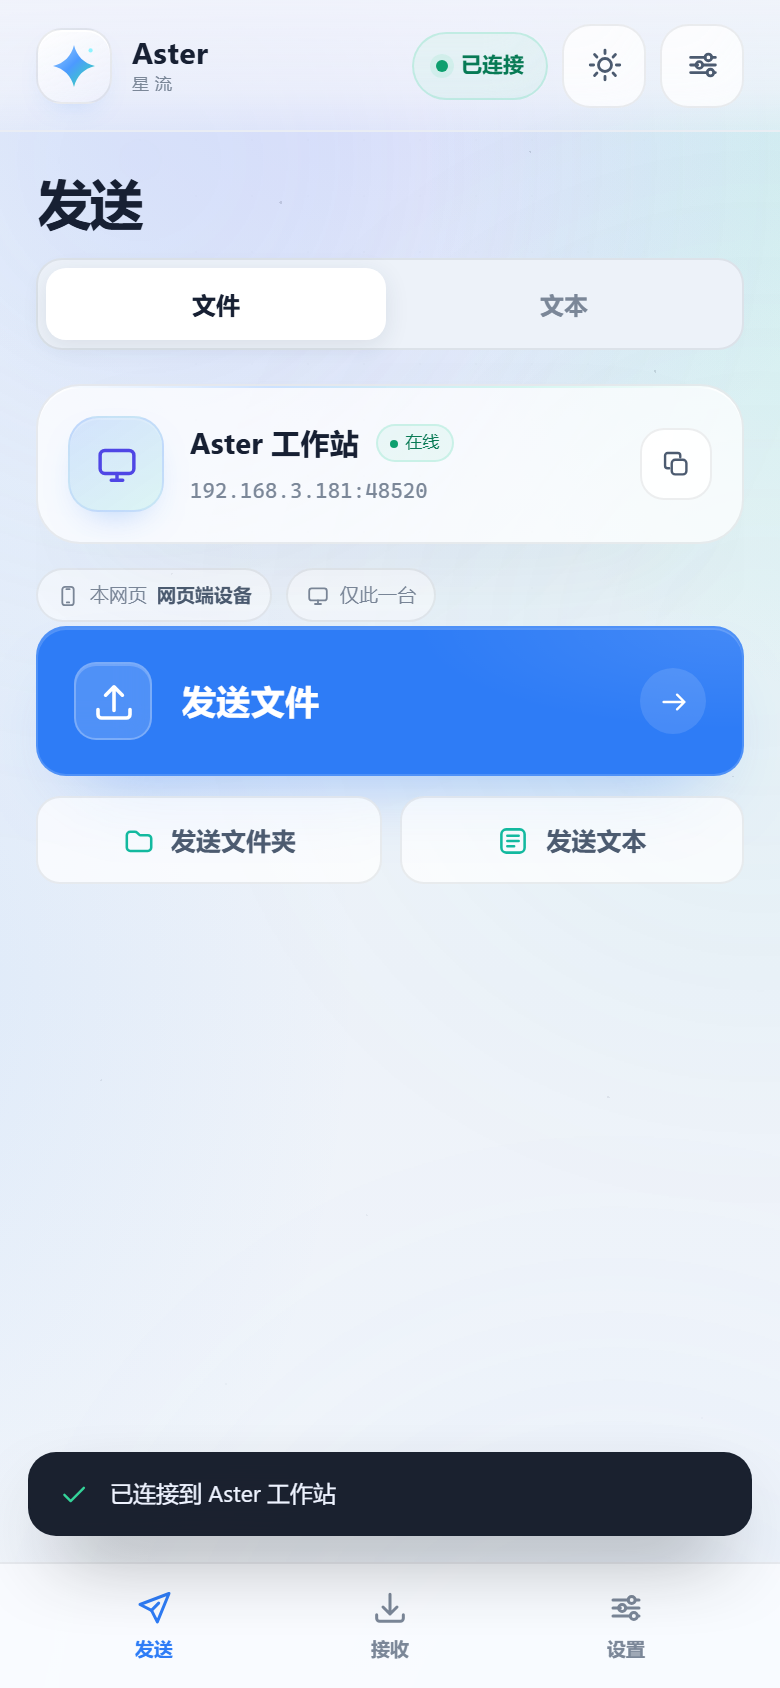 Aster
星流
已连接
发送
文件
文本
Aster 工作站
在线
192.168.3.181:48520
本网页 网页端设备
仅此一台
发送文件
发送文件夹
发送文本
已连接到 Aster 工作站
发送
接收
设置